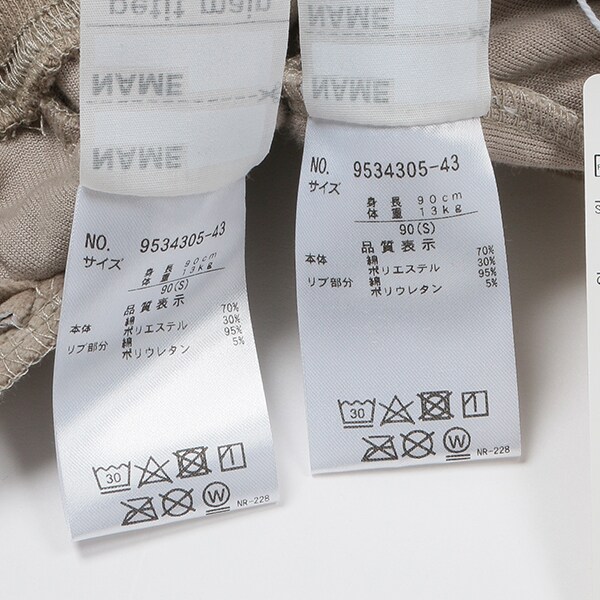 petit main
NAME
NAME
NO. 9534305-43
サイズ
身長 90cm
体重 13kg
90(S)
品質表示
本体 綿 70%
ポリエステル 30%
リブ部分 綿 95%
ポリウレタン 5%
30
W
NR-228
NAME
NAME
NO. 9534305-43
サイズ
身長 90cm
体重 13kg
90(S)
品質表示
本体 綿 70%
ポリエステル 30%
リブ部分 綿 95%
ポリウレタン 5%
30
W
NR-228